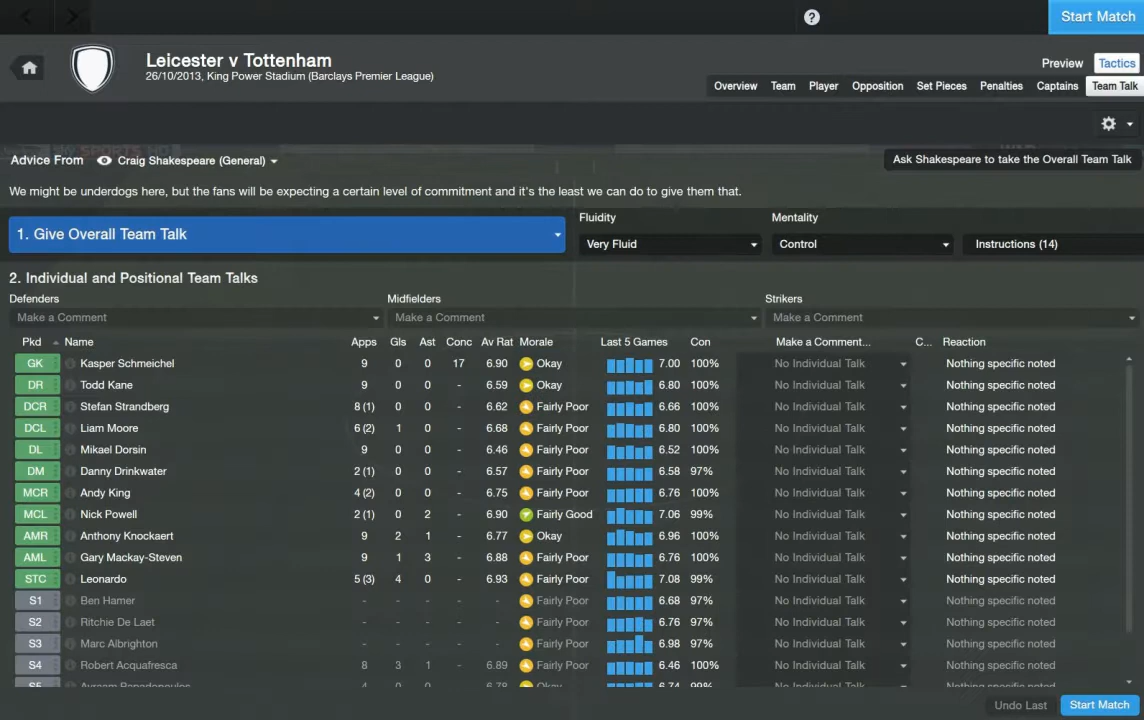 Start Match
Leicester v Tottenham
26/10/2013, King Power Stadium (Barclays Premier League)
Preview Tactics
Overview Team Player Opposition Set Pieces Penalties Captains Team Talk
Advice From Craig Shakespeare (General)
Ask Shakespeare to take the Overall Team Talk
We might be underdogs here, but the fans will be expecting a certain level of commitment and it's the least we can do to give them that.
Fluidity Mentality
1. Give Overall Team Talk Very Fluid Control Instructions (14)
2. Individual and Positional Team Talks
Defenders Midfielders Strikers
Make a Comment Make a Comment Make a Comment
Pkd Name Apps Gls Ast Conc Av Rat Morale Last 5 Games Con Make a Comment... C... Reaction
GK Kasper Schmeichel 9 0 0 17 6.90 Okay 7.00 100% No Individual Talk Nothing specific noted
DR Todd Kane 9 0 0 - 6.59 Okay 6.80 100% No Individual Talk Nothing specific noted
DCR Stefan Strandberg 8 (1) 0 0 - 6.62 Fairly Poor 6.66 100% No Individual Talk Nothing specific noted
DCL Liam Moore 6 (2) 1 0 - 6.68 Fairly Poor 6.80 100% No Individual Talk Nothing specific noted
DL Mikael Dorsin 9 0 0 - 6.46 Fairly Poor 6.52 100% No Individual Talk Nothing specific noted
DM Danny Drinkwater 2 (1) 0 0 - 6.57 Fairly Poor 6.58 97% No Individual Talk Nothing specific noted
MCR Andy King 4 (2) 0 0 - 6.75 Fairly Poor 6.76 100% No Individual Talk Nothing specific noted
MCL Nick Powell 2 (1) 0 2 - 6.90 Fairly Good 7.06 99% No Individual Talk Nothing specific noted
AMR Anthony Knockaert 9 2 1 - 6.77 Okay 6.96 100% No Individual Talk Nothing specific noted
AML Gary Mackay-Steven 9 1 3 - 6.88 Fairly Poor 6.76 100% No Individual Talk Nothing specific noted
STC Leonardo 5 (3) 4 0 - 6.93 Fairly Poor 7.08 99% No Individual Talk Nothing specific noted
S1 Ben Hamer - - - - - Fairly Poor 6.68 97% No Individual Talk Nothing specific noted
S2 Ritchie De Laet - - - - - Fairly Poor 6.76 97% No Individual Talk Nothing specific noted
S3 Marc Albrighton - - - - - Fairly Poor 6.98 97% No Individual Talk Nothing specific noted
S4 Robert Acquafresca 8 3 1 - 6.89 Fairly Poor 6.46 100% No Individual Talk Nothing specific noted
S5 Avraam Papadopoulos 4 0 0 - 6.78 Okay 6.74 99% No Individual Talk Nothing specific noted
Undo Last Start Match